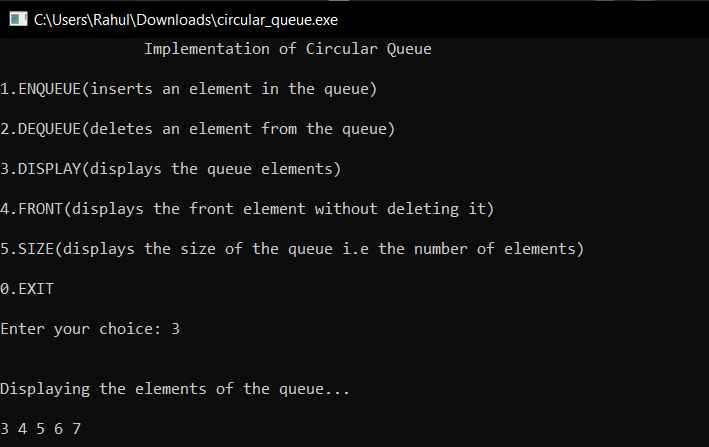 C:\Users\Rahul\Downloads\circular_queue.exe
Implementation of Circular Queue
1.ENQUEUE(inserts an element in the queue)
2.DEQUEUE(deletes an element from the queue)
3.DISPLAY(displays the queue elements)
4.FRONT(displays the front element without deleting it)
5.SIZE(displays the size of the queue i.e the number of elements)
0.EXIT
Enter your choice: 3
Displaying the elements of the queue...
3 4 5 6 7